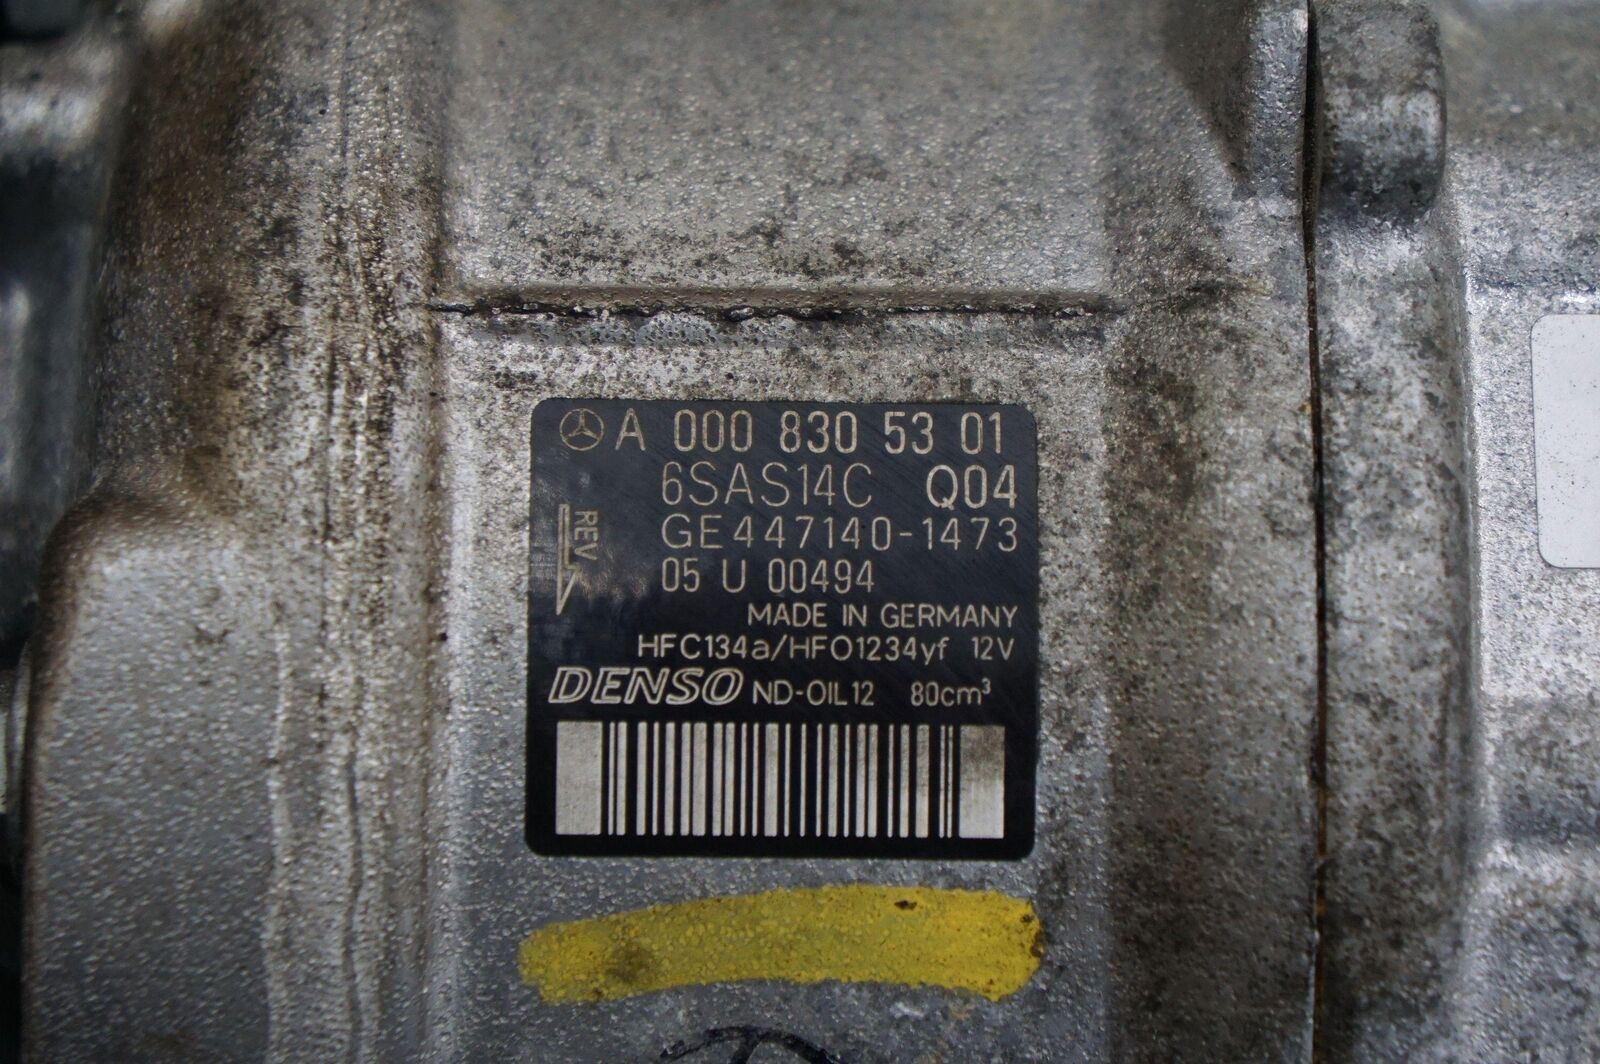 A 000 830 53 01
6SAS14C Q04
REV
GE447140-1473
05 U 00494
MADE IN GERMANY
HFC134a/HFO1234yf 12V
DENSO ND-OIL12 80cm³